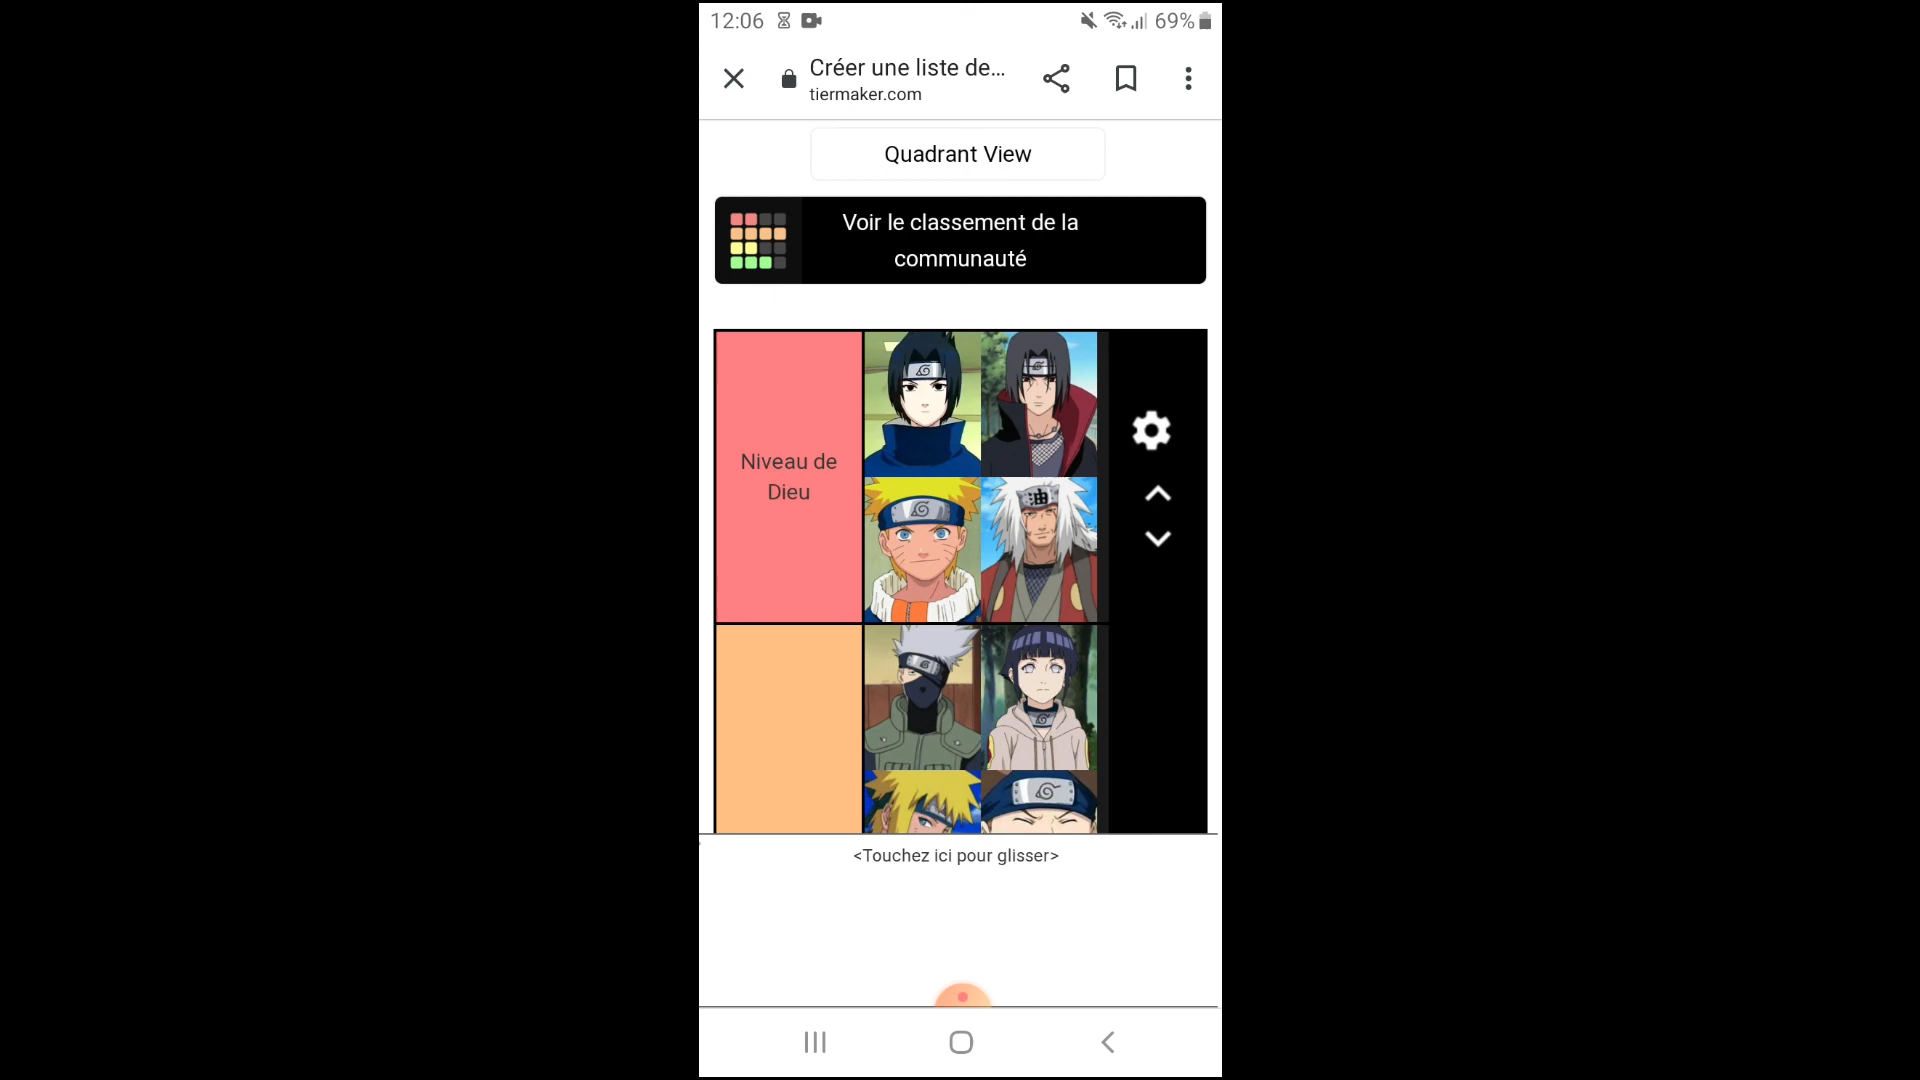 12:06
69%
Créer une liste de...
tiermaker.com
Quadrant View
Voir le classement de la
communauté
Niveau de
Dieu
油
<Touchez ici pour glisser>